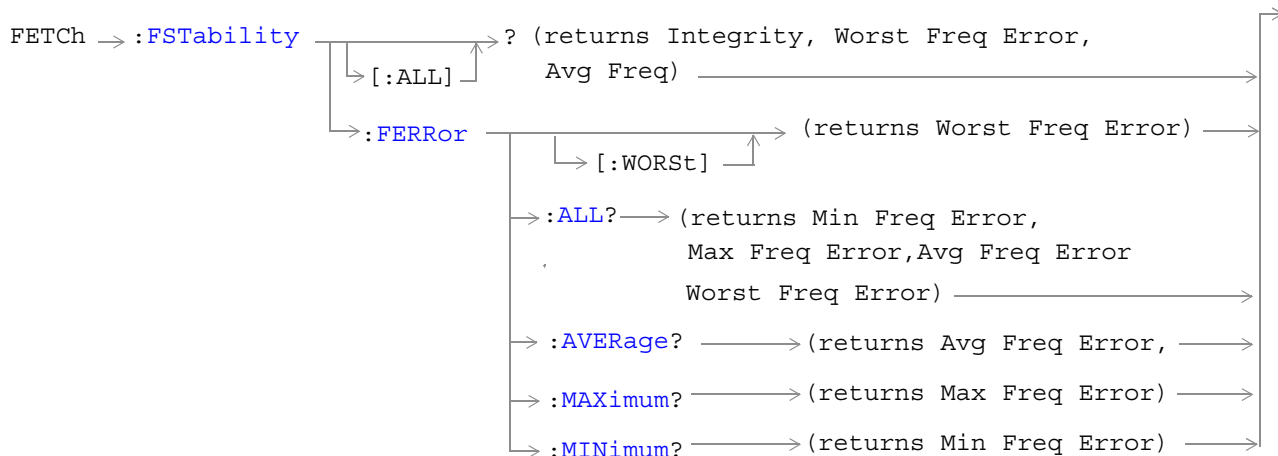 FETCh :FSTability ? (returns Integrity, Worst Freq Error,
[:ALL] Avg Freq)
:FERRor (returns Worst Freq Error)
[:WORSt]
:ALL? (returns Min Freq Error,
Max Freq Error,Avg Freq Error
Worst Freq Error)
:AVERage? (returns Avg Freq Error,
:MAXimum? (returns Max Freq Error)
:MINimum? (returns Min Freq Error)